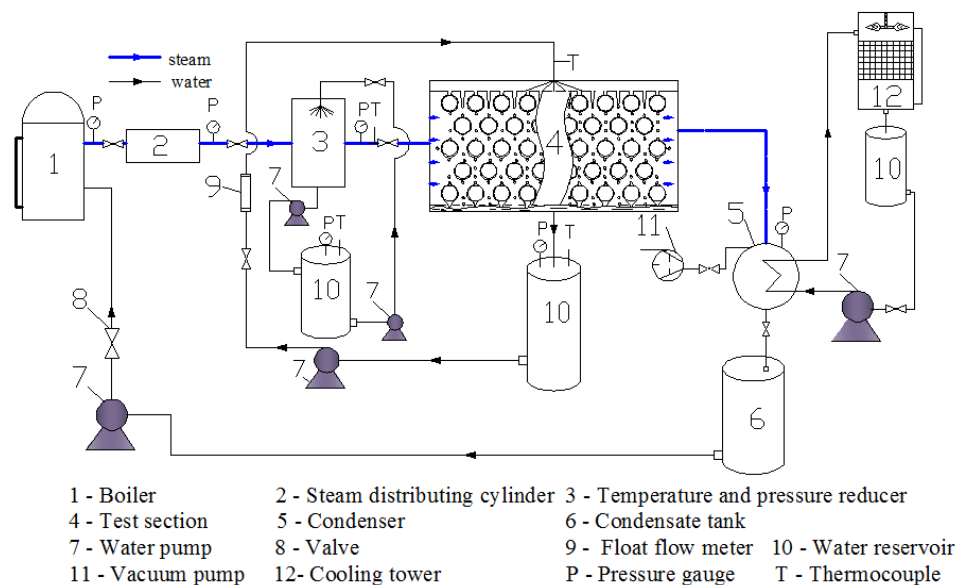 steam
water
P
P
P T
T
1
2
3
4
12
9
7
P T
10
7
P
T
10
11
5
P
7
10
8
7
7
6
1 - Boiler 2 - Steam distributing cylinder 3 - Temperature and pressure reducer
4 - Test section 5 - Condenser 6 - Condensate tank
7 - Water pump 8 - Valve 9 - Float flow meter 10 - Water reservoir
11 - Vacuum pump 12- Cooling tower P - Pressure gauge T - Thermocouple